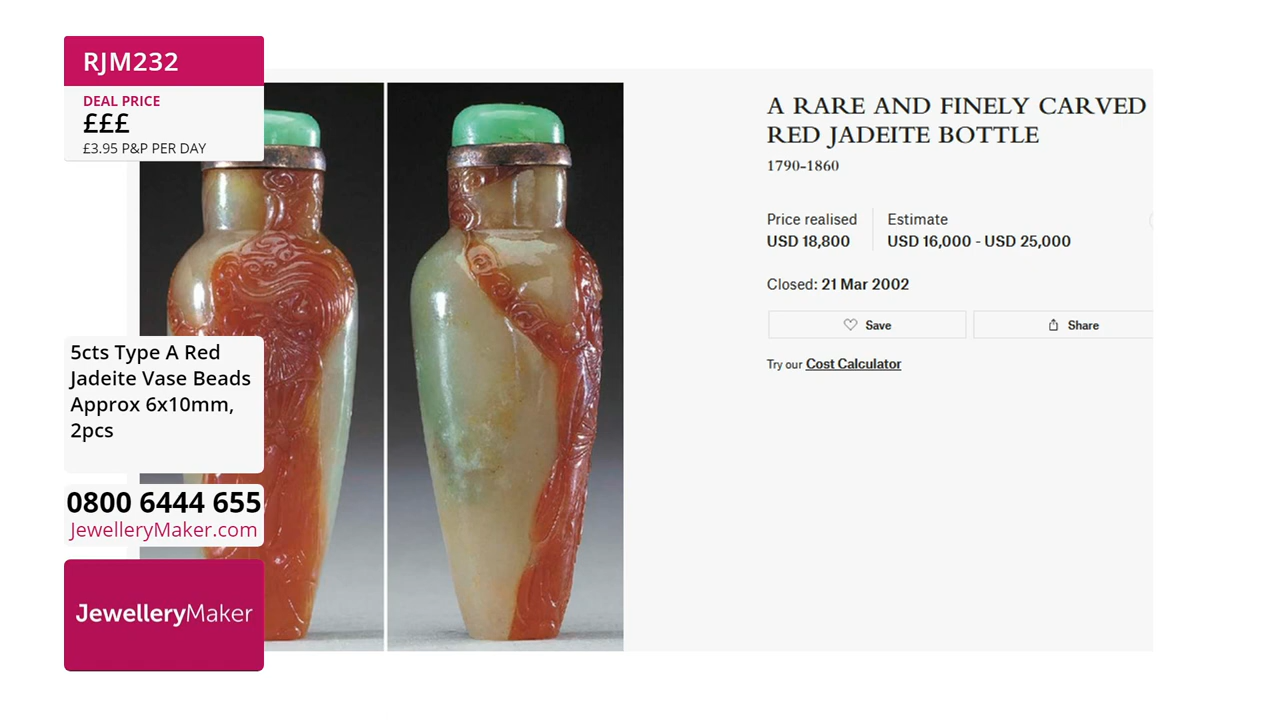 RJM232
DEAL PRICE
£££
£3.95 P&P PER DAY
5cts Type A Red
Jadeite Vase Beads
Approx 6x10mm,
2pcs
0800 6444 655
JewelleryMaker.com
JewelleryMaker
A RARE AND FINELY CARVED
RED JADEITE BOTTLE
1790-1860
Price realised
USD 18,800
Estimate
USD 16,000 - USD 25,000
Closed: 21 Mar 2002
Save
Share
Try our Cost Calculator